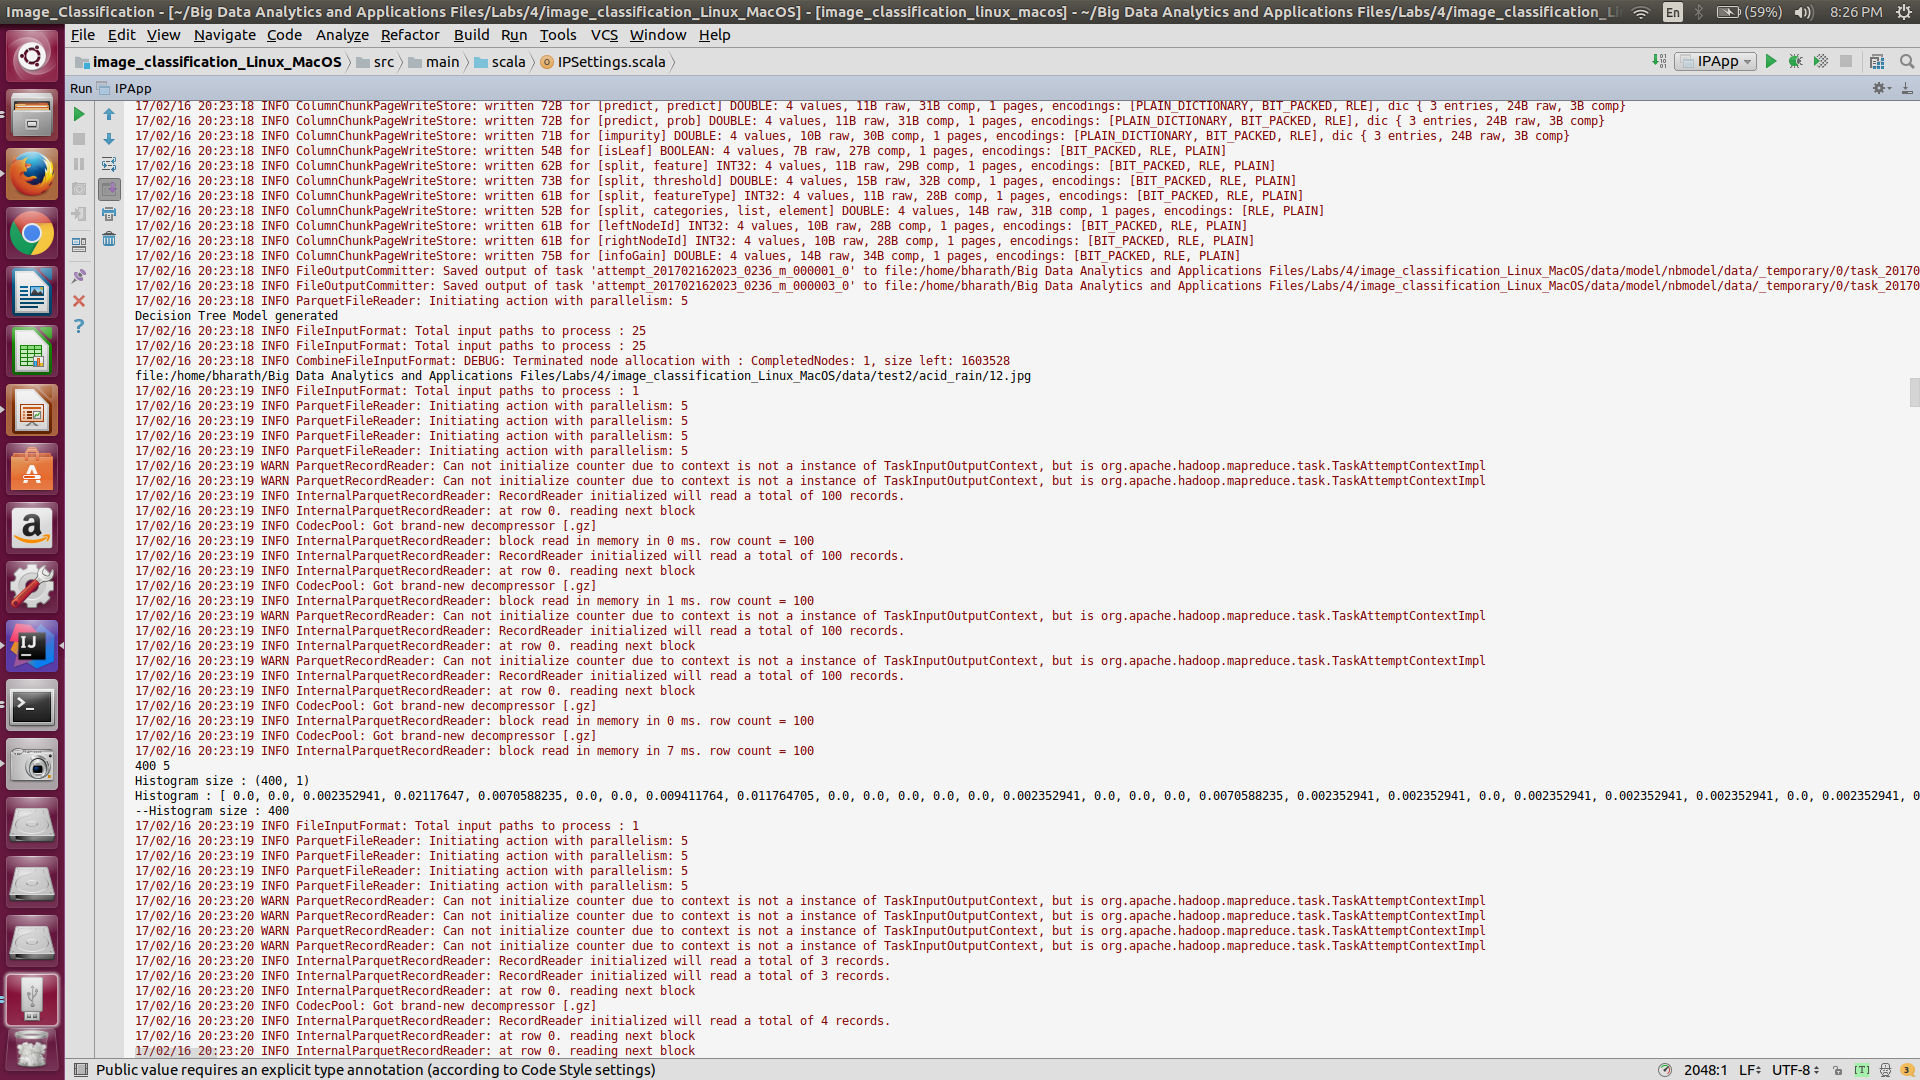 Image_Classification - [~/Big Data Analytics and Applications Files/Labs/4/image_classification_Linux_MacOS] - [image_classification_linux_macos] - ~/Big Data Analytics and Applications Files/Labs/4/image_classification_Li
En (59%) 8:26 PM
File Edit View Navigate Code Analyze Refactor Build Run Tools VCS Window Help
image_classification_Linux_MacOS src main scala IPSettings.scala IPApp
Run IPApp
17/02/16 20:23:18 INFO ColumnChunkPageWriteStore: written 72B for [predict, predict] DOUBLE: 4 values, 11B raw, 31B comp, 1 pages, encodings: [PLAIN_DICTIONARY, BIT_PACKED, RLE], dic { 3 entries, 24B raw, 3B comp}
17/02/16 20:23:18 INFO ColumnChunkPageWriteStore: written 72B for [predict, prob] DOUBLE: 4 values, 11B raw, 31B comp, 1 pages, encodings: [PLAIN_DICTIONARY, BIT_PACKED, RLE], dic { 3 entries, 24B raw, 3B comp}
17/02/16 20:23:18 INFO ColumnChunkPageWriteStore: written 71B for [impurity] DOUBLE: 4 values, 10B raw, 30B comp, 1 pages, encodings: [PLAIN_DICTIONARY, BIT_PACKED, RLE], dic { 3 entries, 24B raw, 3B comp}
17/02/16 20:23:18 INFO ColumnChunkPageWriteStore: written 54B for [isLeaf] BOOLEAN: 4 values, 7B raw, 27B comp, 1 pages, encodings: [BIT_PACKED, RLE, PLAIN]
17/02/16 20:23:18 INFO ColumnChunkPageWriteStore: written 62B for [split, feature] INT32: 4 values, 11B raw, 29B comp, 1 pages, encodings: [BIT_PACKED, RLE, PLAIN]
17/02/16 20:23:18 INFO ColumnChunkPageWriteStore: written 73B for [split, threshold] DOUBLE: 4 values, 15B raw, 32B comp, 1 pages, encodings: [BIT_PACKED, RLE, PLAIN]
17/02/16 20:23:18 INFO ColumnChunkPageWriteStore: written 61B for [split, featureType] INT32: 4 values, 11B raw, 28B comp, 1 pages, encodings: [BIT_PACKED, RLE, PLAIN]
17/02/16 20:23:18 INFO ColumnChunkPageWriteStore: written 52B for [split, categories, list, element] DOUBLE: 4 values, 14B raw, 31B comp, 1 pages, encodings: [RLE, PLAIN]
17/02/16 20:23:18 INFO ColumnChunkPageWriteStore: written 61B for [leftNodeId] INT32: 4 values, 10B raw, 28B comp, 1 pages, encodings: [BIT_PACKED, RLE, PLAIN]
17/02/16 20:23:18 INFO ColumnChunkPageWriteStore: written 61B for [rightNodeId] INT32: 4 values, 10B raw, 28B comp, 1 pages, encodings: [BIT_PACKED, RLE, PLAIN]
17/02/16 20:23:18 INFO ColumnChunkPageWriteStore: written 75B for [infoGain] DOUBLE: 4 values, 14B raw, 34B comp, 1 pages, encodings: [BIT_PACKED, RLE, PLAIN]
17/02/16 20:23:18 INFO FileOutputCommitter: Saved output of task 'attempt_201702162023_0236_m_000001_0' to file:/home/bharath/Big Data Analytics and Applications Files/Labs/4/image_classification_Linux_MacOS/data/model/nbmodel/data/_temporary/0/task_20170
17/02/16 20:23:18 INFO FileOutputCommitter: Saved output of task 'attempt_201702162023_0236_m_000003_0' to file:/home/bharath/Big Data Analytics and Applications Files/Labs/4/image_classification_Linux_MacOS/data/model/nbmodel/data/_temporary/0/task_20170
17/02/16 20:23:18 INFO ParquetFileReader: Initiating action with parallelism: 5
Decision Tree Model generated
17/02/16 20:23:18 INFO FileInputFormat: Total input paths to process : 25
17/02/16 20:23:18 INFO FileInputFormat: Total input paths to process : 25
17/02/16 20:23:18 INFO CombineFileInputFormat: DEBUG: Terminated node allocation with : CompletedNodes: 1, size left: 1603528
file:/home/bharath/Big Data Analytics and Applications Files/Labs/4/image_classification_Linux_MacOS/data/test2/acid_rain/12.jpg
17/02/16 20:23:19 INFO FileInputFormat: Total input paths to process : 1
17/02/16 20:23:19 INFO ParquetFileReader: Initiating action with parallelism: 5
17/02/16 20:23:19 INFO ParquetFileReader: Initiating action with parallelism: 5
17/02/16 20:23:19 INFO ParquetFileReader: Initiating action with parallelism: 5
17/02/16 20:23:19 INFO ParquetFileReader: Initiating action with parallelism: 5
17/02/16 20:23:19 WARN ParquetRecordReader: Can not initialize counter due to context is not a instance of TaskInputOutputContext, but is org.apache.hadoop.mapreduce.task.TaskAttemptContextImpl
17/02/16 20:23:19 WARN ParquetRecordReader: Can not initialize counter due to context is not a instance of TaskInputOutputContext, but is org.apache.hadoop.mapreduce.task.TaskAttemptContextImpl
17/02/16 20:23:19 INFO InternalParquetRecordReader: RecordReader initialized will read a total of 100 records.
17/02/16 20:23:19 INFO InternalParquetRecordReader: at row 0. reading next block
17/02/16 20:23:19 INFO CodecPool: Got brand-new decompressor [.gz]
17/02/16 20:23:19 INFO InternalParquetRecordReader: block read in memory in 0 ms. row count = 100
17/02/16 20:23:19 INFO InternalParquetRecordReader: RecordReader initialized will read a total of 100 records.
17/02/16 20:23:19 INFO InternalParquetRecordReader: at row 0. reading next block
17/02/16 20:23:19 INFO CodecPool: Got brand-new decompressor [.gz]
17/02/16 20:23:19 INFO InternalParquetRecordReader: block read in memory in 1 ms. row count = 100
17/02/16 20:23:19 WARN ParquetRecordReader: Can not initialize counter due to context is not a instance of TaskInputOutputContext, but is org.apache.hadoop.mapreduce.task.TaskAttemptContextImpl
17/02/16 20:23:19 INFO InternalParquetRecordReader: RecordReader initialized will read a total of 100 records.
17/02/16 20:23:19 INFO InternalParquetRecordReader: at row 0. reading next block
17/02/16 20:23:19 WARN ParquetRecordReader: Can not initialize counter due to context is not a instance of TaskInputOutputContext, but is org.apache.hadoop.mapreduce.task.TaskAttemptContextImpl
17/02/16 20:23:19 INFO InternalParquetRecordReader: RecordReader initialized will read a total of 100 records.
17/02/16 20:23:19 INFO InternalParquetRecordReader: at row 0. reading next block
17/02/16 20:23:19 INFO CodecPool: Got brand-new decompressor [.gz]
17/02/16 20:23:19 INFO InternalParquetRecordReader: block read in memory in 0 ms. row count = 100
17/02/16 20:23:19 INFO CodecPool: Got brand-new decompressor [.gz]
17/02/16 20:23:19 INFO InternalParquetRecordReader: block read in memory in 7 ms. row count = 100
400 5
Histogram size : (400, 1)
Histogram : [ 0.0, 0.0, 0.002352941, 0.02117647, 0.0070588235, 0.0, 0.0, 0.009411764, 0.011764705, 0.0, 0.0, 0.0, 0.0, 0.0, 0.002352941, 0.0, 0.0, 0.0, 0.0070588235, 0.002352941, 0.002352941, 0.0, 0.002352941, 0.002352941, 0.002352941, 0.0, 0.002352941, 0
--Histogram size : 400
17/02/16 20:23:19 INFO FileInputFormat: Total input paths to process : 1
17/02/16 20:23:19 INFO ParquetFileReader: Initiating action with parallelism: 5
17/02/16 20:23:19 INFO ParquetFileReader: Initiating action with parallelism: 5
17/02/16 20:23:19 INFO ParquetFileReader: Initiating action with parallelism: 5
17/02/16 20:23:19 INFO ParquetFileReader: Initiating action with parallelism: 5
17/02/16 20:23:20 WARN ParquetRecordReader: Can not initialize counter due to context is not a instance of TaskInputOutputContext, but is org.apache.hadoop.mapreduce.task.TaskAttemptContextImpl
17/02/16 20:23:20 WARN ParquetRecordReader: Can not initialize counter due to context is not a instance of TaskInputOutputContext, but is org.apache.hadoop.mapreduce.task.TaskAttemptContextImpl
17/02/16 20:23:20 WARN ParquetRecordReader: Can not initialize counter due to context is not a instance of TaskInputOutputContext, but is org.apache.hadoop.mapreduce.task.TaskAttemptContextImpl
17/02/16 20:23:20 WARN ParquetRecordReader: Can not initialize counter due to context is not a instance of TaskInputOutputContext, but is org.apache.hadoop.mapreduce.task.TaskAttemptContextImpl
17/02/16 20:23:20 INFO InternalParquetRecordReader: RecordReader initialized will read a total of 3 records.
17/02/16 20:23:20 INFO InternalParquetRecordReader: RecordReader initialized will read a total of 3 records.
17/02/16 20:23:20 INFO InternalParquetRecordReader: at row 0. reading next block
17/02/16 20:23:20 INFO CodecPool: Got brand-new decompressor [.gz]
17/02/16 20:23:20 INFO InternalParquetRecordReader: RecordReader initialized will read a total of 4 records.
17/02/16 20:23:20 INFO InternalParquetRecordReader: at row 0. reading next block
17/02/16 20:23:20 INFO InternalParquetRecordReader: at row 0. reading next block
Public value requires an explicit type annotation (according to Code Style settings) 2048:1 LF UTF-8 [T] 3